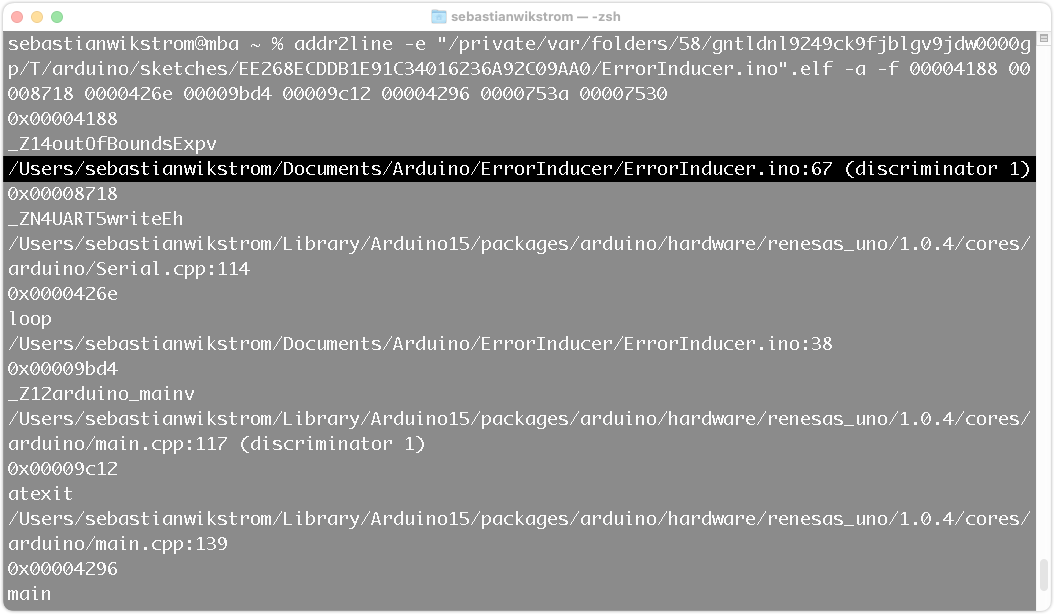 sebastianwikstrom — -zsh
sebastianwikstrom@mba ~ % addr2line -e "/private/var/folders/58/gntldnl9249ck9fjblgv9jdw0000g
p/T/arduino/sketches/EE268ECDDB1E91C34016236A92C09AA0/ErrorInducer.ino".elf -a -f 00004188 00
008718 0000426e 00009bd4 00009c12 00004296 0000753a 00007530
0x00004188
_Z14outOfBoundsExpv
/Users/sebastianwikstrom/Documents/Arduino/ErrorInducer/ErrorInducer.ino:67 (discriminator 1)
0x00008718
_ZN4UART5writeEh
/Users/sebastianwikstrom/Library/Arduino15/packages/arduino/hardware/renesas_uno/1.0.4/cores/
arduino/Serial.cpp:114
0x0000426e
loop
/Users/sebastianwikstrom/Documents/Arduino/ErrorInducer/ErrorInducer.ino:38
0x00009bd4
_Z12arduino_mainv
/Users/sebastianwikstrom/Library/Arduino15/packages/arduino/hardware/renesas_uno/1.0.4/cores/
arduino/main.cpp:117 (discriminator 1)
0x00009c12
atexit
/Users/sebastianwikstrom/Library/Arduino15/packages/arduino/hardware/renesas_uno/1.0.4/cores/
arduino/main.cpp:139
0x00004296
main